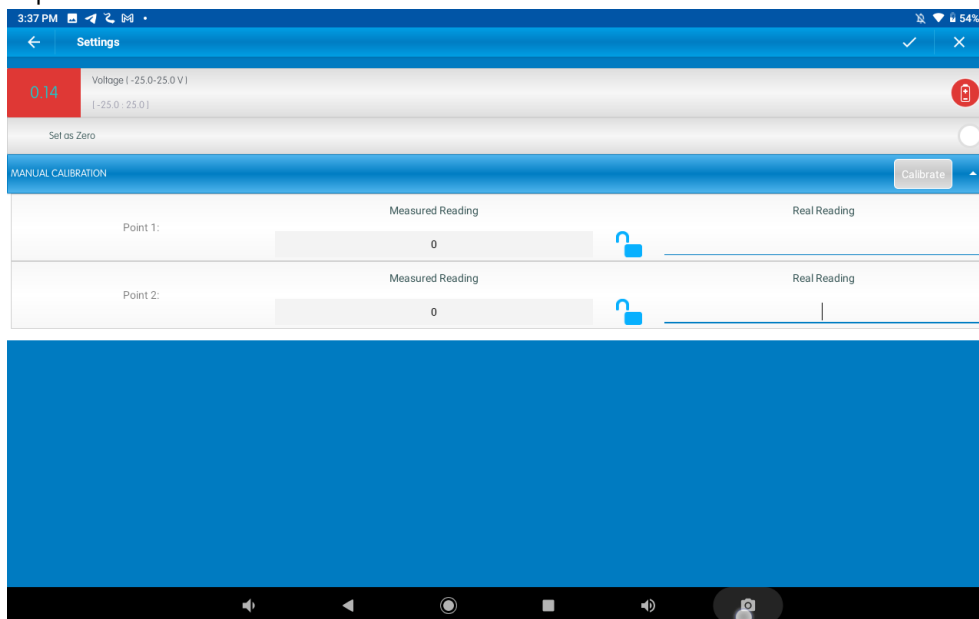 3:37 PM
54%
Settings
0.14
Voltage ( -25.0-25.0 V )
( -25.0 : 25.0 )
Set as Zero
MANUAL CALIBRATION
Calibrate
Measured Reading
Real Reading
Point 1:
0
Measured Reading
Real Reading
Point 2:
0